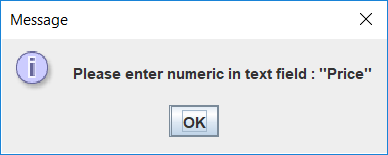 Message
Please enter numeric in text field : "Price"
OK